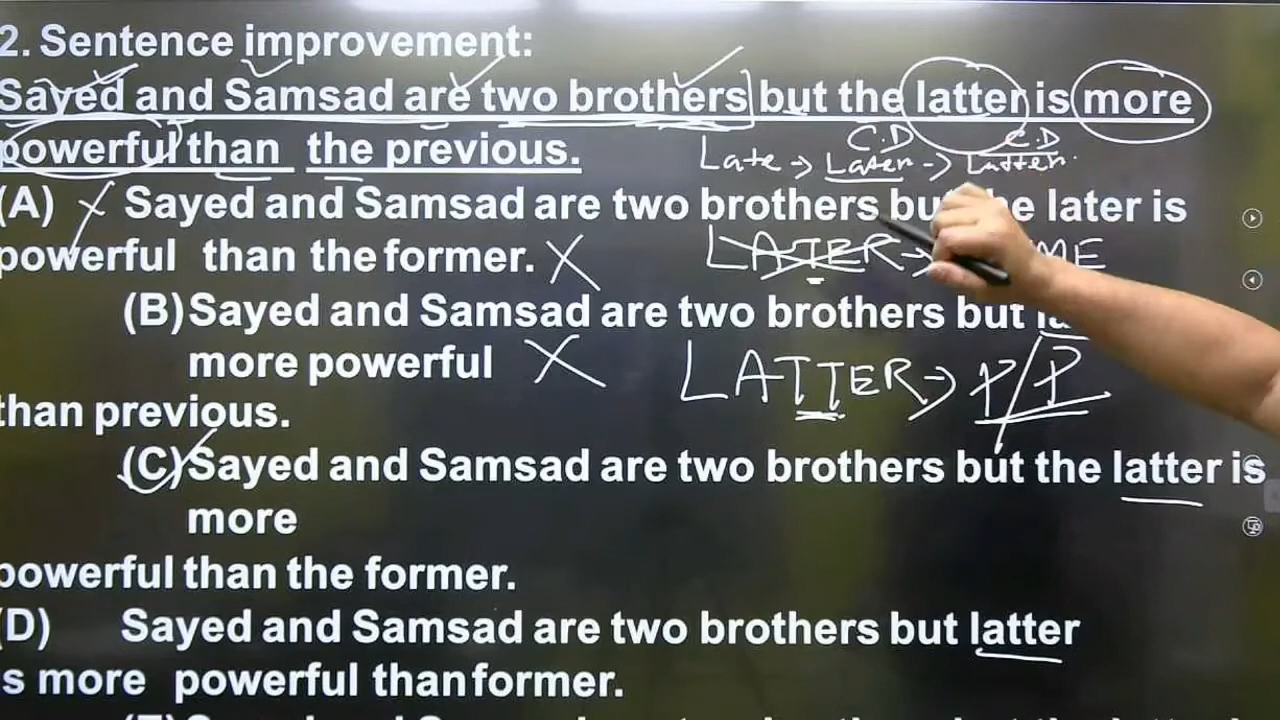 2. Sentence improvement:
Sayed and Samsad are two brothers but the latter is more
powerful than the previous.
C.D C.D
Late → Later → Latter.
(A) Sayed and Samsad are two brothers but the later is
powerful than the former.
LATER →
(B) Sayed and Samsad are two brothers but
more powerful
LATTER → P/P
than previous.
(C) Sayed and Samsad are two brothers but the latter is
more
powerful than the former.
(D) Sayed and Samsad are two brothers but latter
is more powerful than former.